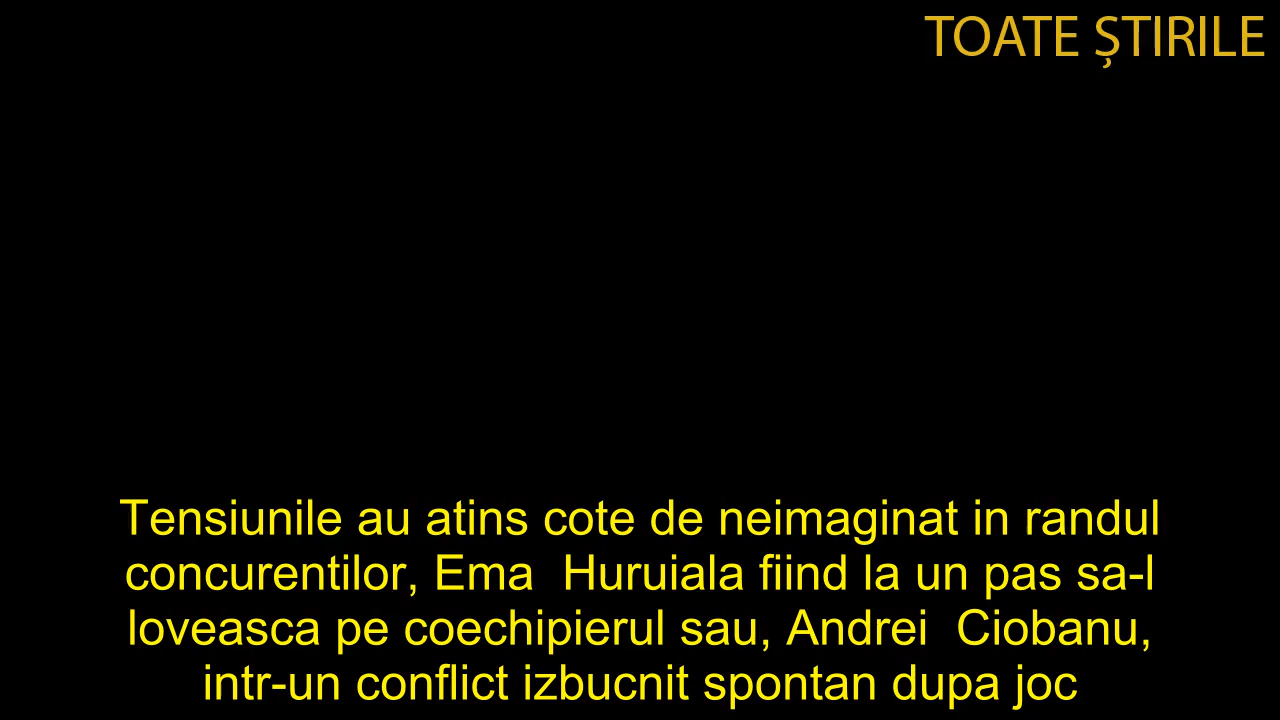 TOATE ȘTIRILE
Tensiunile au atins cote de neimaginat in randul
concurentilor, Ema  Huruiala fiind la un pas sa-l
loveasca pe coechipierul sau, Andrei  Ciobanu,
intr-un conflict izbucnit spontan dupa joc